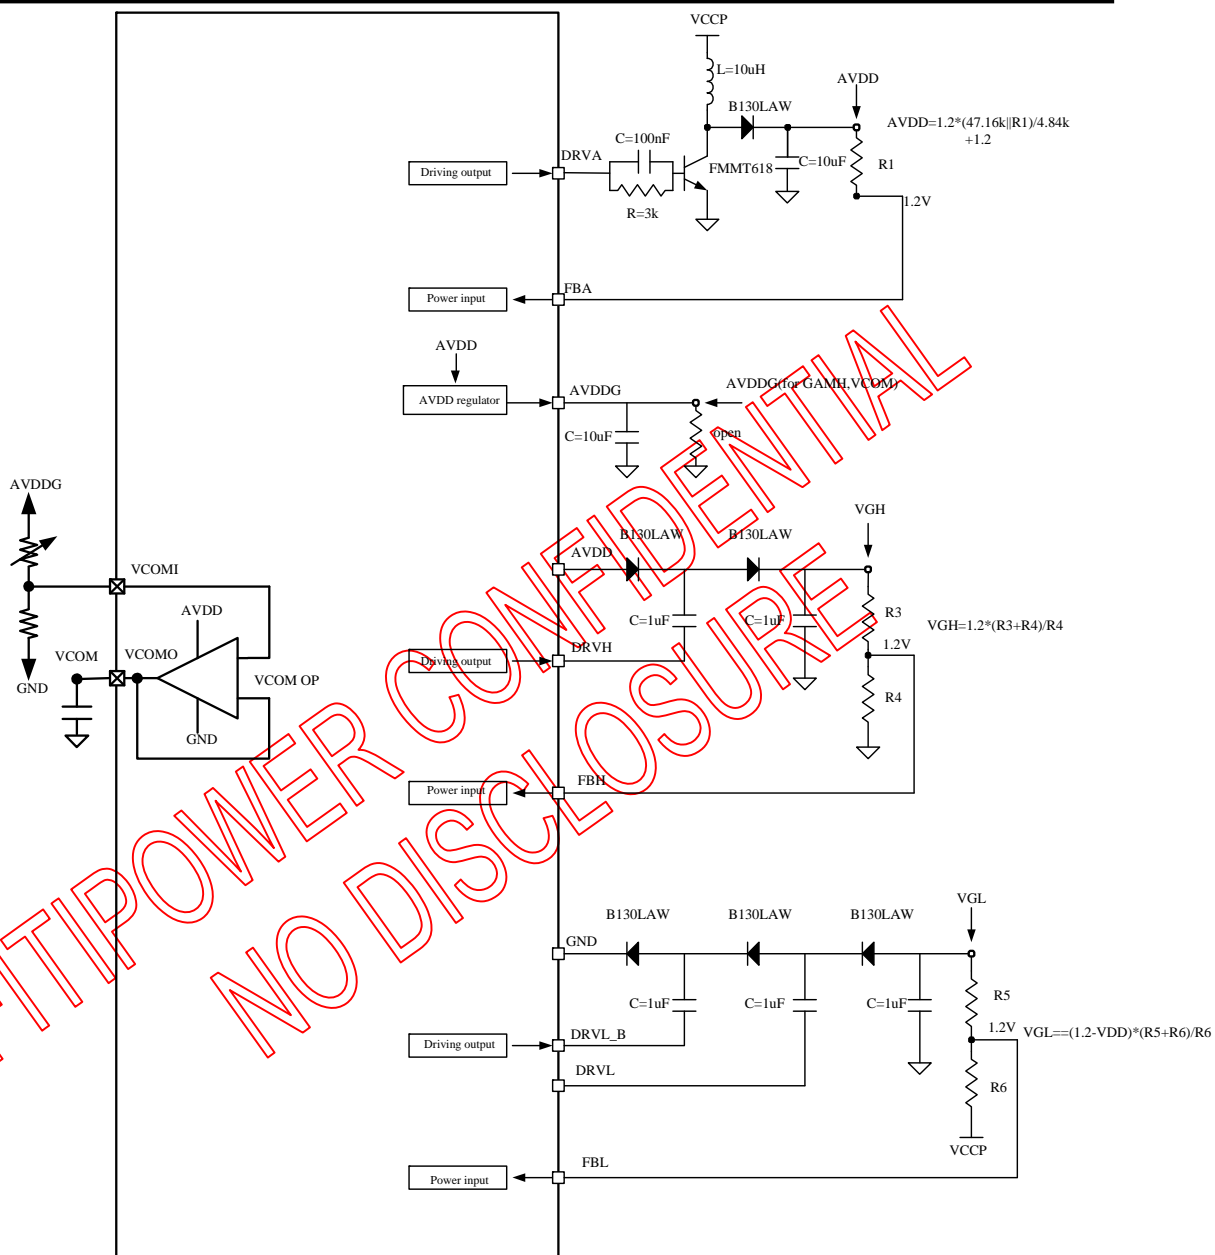 VCCP
L=10uH
AVDD
B130LAW
AVDD=1.2*(47.16k||R1)/4.84k
+1.2
C=100nF
DRVA
Driving output
FMMT618
C=10uF
R1
R=3k
1.2V
FBA
Power input
AVDD
AVDD regulator
AVDDG
AVDDG(for GAMH,VCOM)
C=10uF
open
AVDDG
VGH
B130LAW
B130LAW
AVDD
VCOMI
AVDD
C=1uF
C=1uF
R3
VGH=1.2*(R3+R4)/R4
DRVH
1.2V
VCOM
VCOMO
Driving output
GND
VCOM OP
R4
GND
FBH
Power input
TIPOWER CONFIDENTIAL
NO DISCLOSURE
VGL
B130LAW
B130LAW
B130LAW
GND
C=1uF
C=1uF
C=1uF
R5
1.2V
VGL==(1.2-VDD)*(R5+R6)/R6
DRVL_B
Driving output
DRVL
R6
VCCP
FBL
Power input